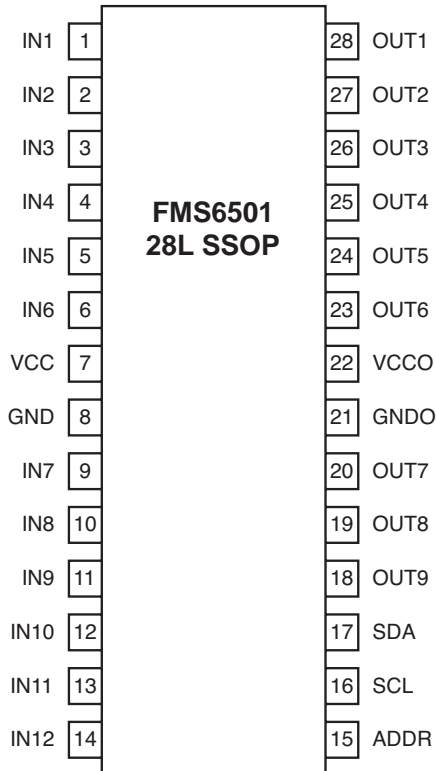 IN1 1 28 OUT1
IN2 2 27 OUT2
IN3 3 26 OUT3
IN4 4 FMS6501 25 OUT4
28L SSOP
IN5 5 24 OUT5
IN6 6 23 OUT6
VCC 7 22 VCCO
GND 8 21 GNDO
IN7 9 20 OUT7
IN8 10 19 OUT8
IN9 11 18 OUT9
IN10 12 17 SDA
IN11 13 16 SCL
IN12 14 15 ADDR